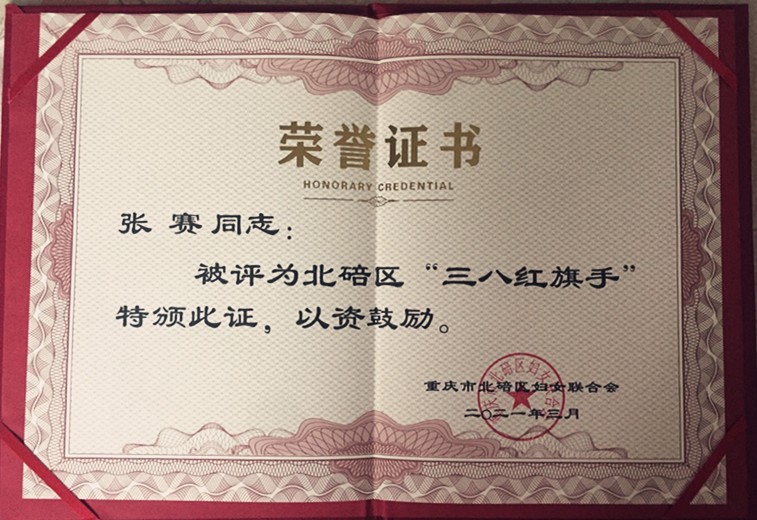 荣誉证书
HONORARY CREDENTIAL
张 赛 同志：
被评为北碚区“三八红旗手”
特颁此证，以资鼓励。
重庆市北碚区妇女联合会
二〇二一年三月